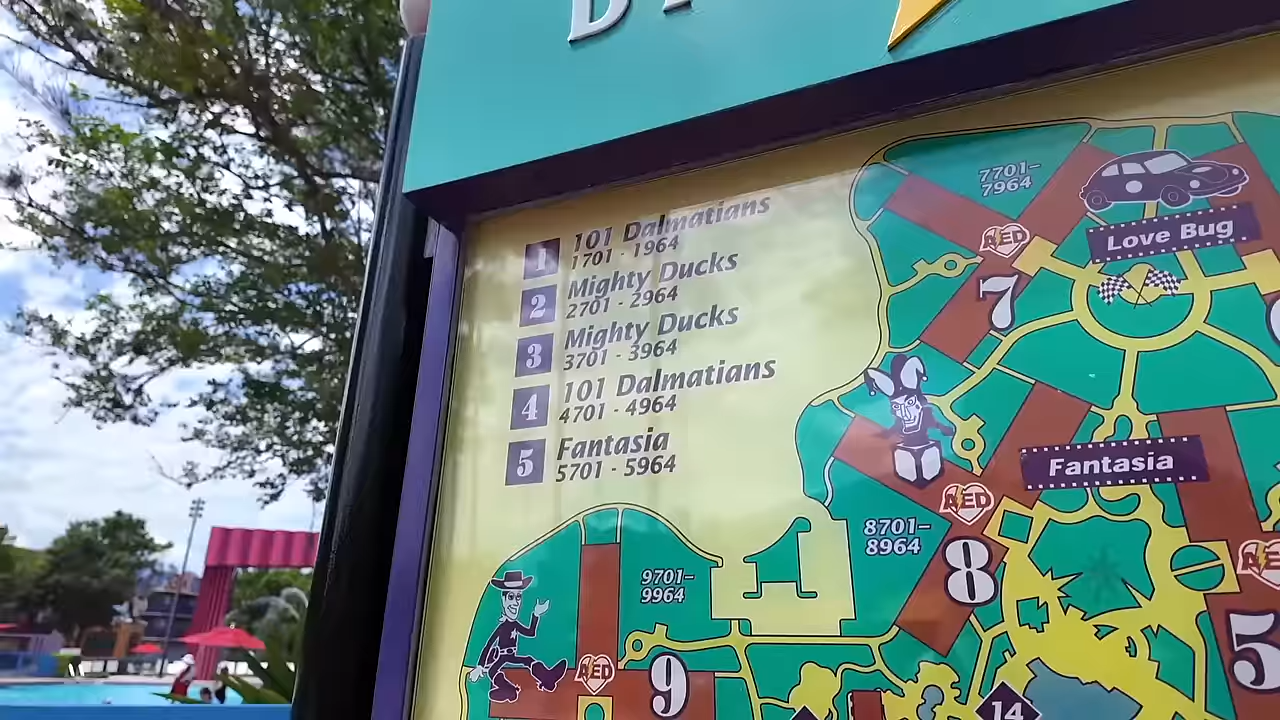 1 101 Dalmatians
1701 - 1964
2 Mighty Ducks
2701 - 2964
3 Mighty Ducks
3701 - 3964
4 101 Dalmatians
4701 - 4964
5 Fantasia
5701 - 5964
7701–
7964
Love Bug
AED
7
Fantasia
AED
8701–
8964
8
AED
9701–
9964
5
AED
9
14